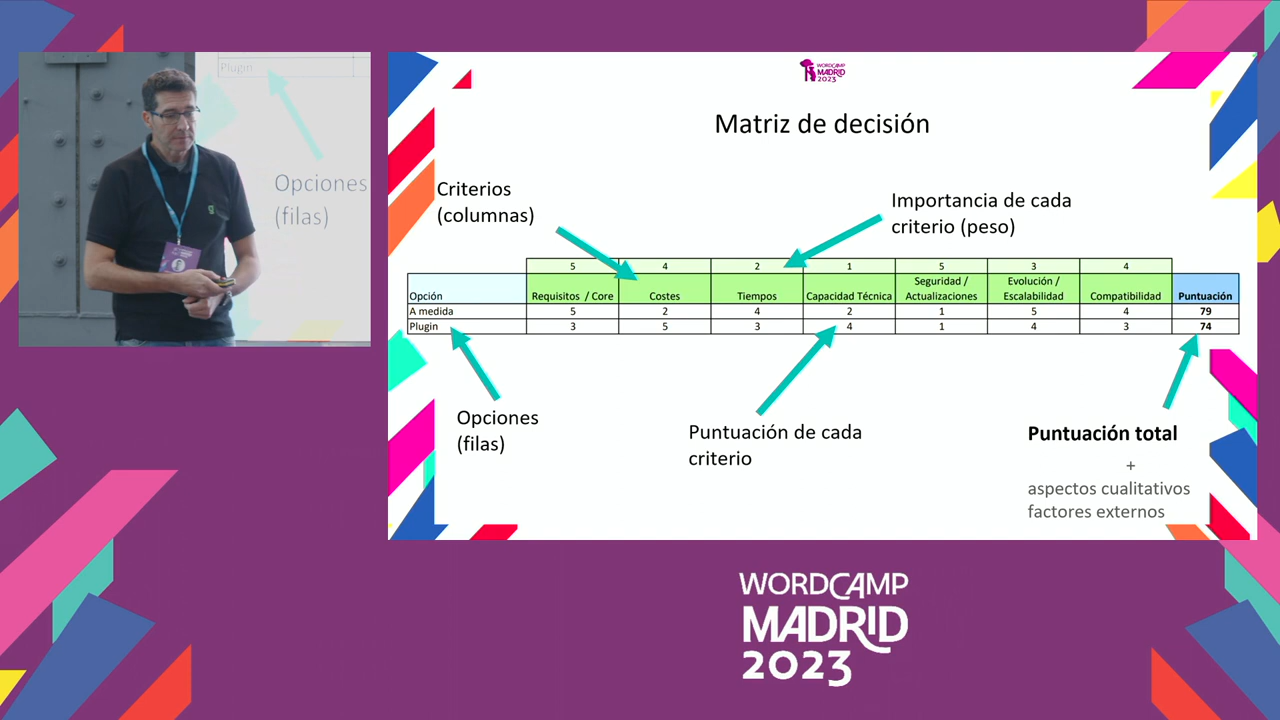 Plugin
Opciones
(filas)
WORDCAMP
MADRID
2023
Matriz de decisión
Criterios
(columnas)
Importancia de cada
criterio (peso)
5 4 2 1 5 3 4
Opción Requisitos / Core Costes Tiempos Capacidad Técnica Seguridad / Actualizaciones Evolución / Escalabilidad Compatibilidad Puntuación
A medida 5 2 4 2 1 5 4 79
Plugin 3 5 3 4 1 4 3 74
Opciones
(filas)
Puntuación de cada
criterio
Puntuación total
+
aspectos cualitativos
factores externos
WORDCAMP
MADRID
2023